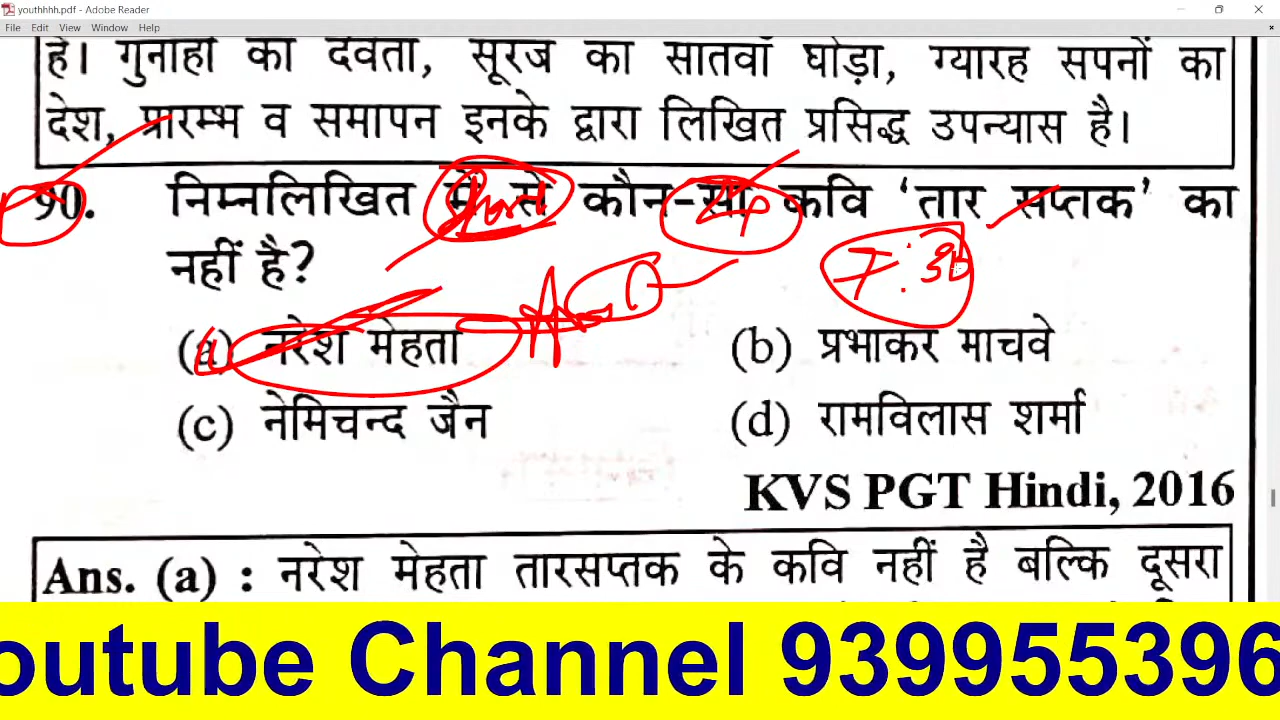 youthhhh.pdf - Adobe Reader
File Edit View Window Help
है। गुनाहों का देवता, सूरज का सातवाँ घोड़ा, ग्यारह सपनों का
देश, प्रारम्भ व समापन इनके द्वारा लिखित प्रसिद्ध उपन्यास है।
90. निम्नलिखित में से कौन-सा कवि ‘तार सप्तक’ का
नहीं है?
7:30
(a) नरेश मेहता (b) प्रभाकर माचवे
(c) नेमिचन्द जैन (d) रामविलास शर्मा
KVS PGT Hindi, 2016
Ans. (a) : नरेश मेहता तारसप्तक के कवि नहीं है बल्कि दूसरा
outube Channel 939955396